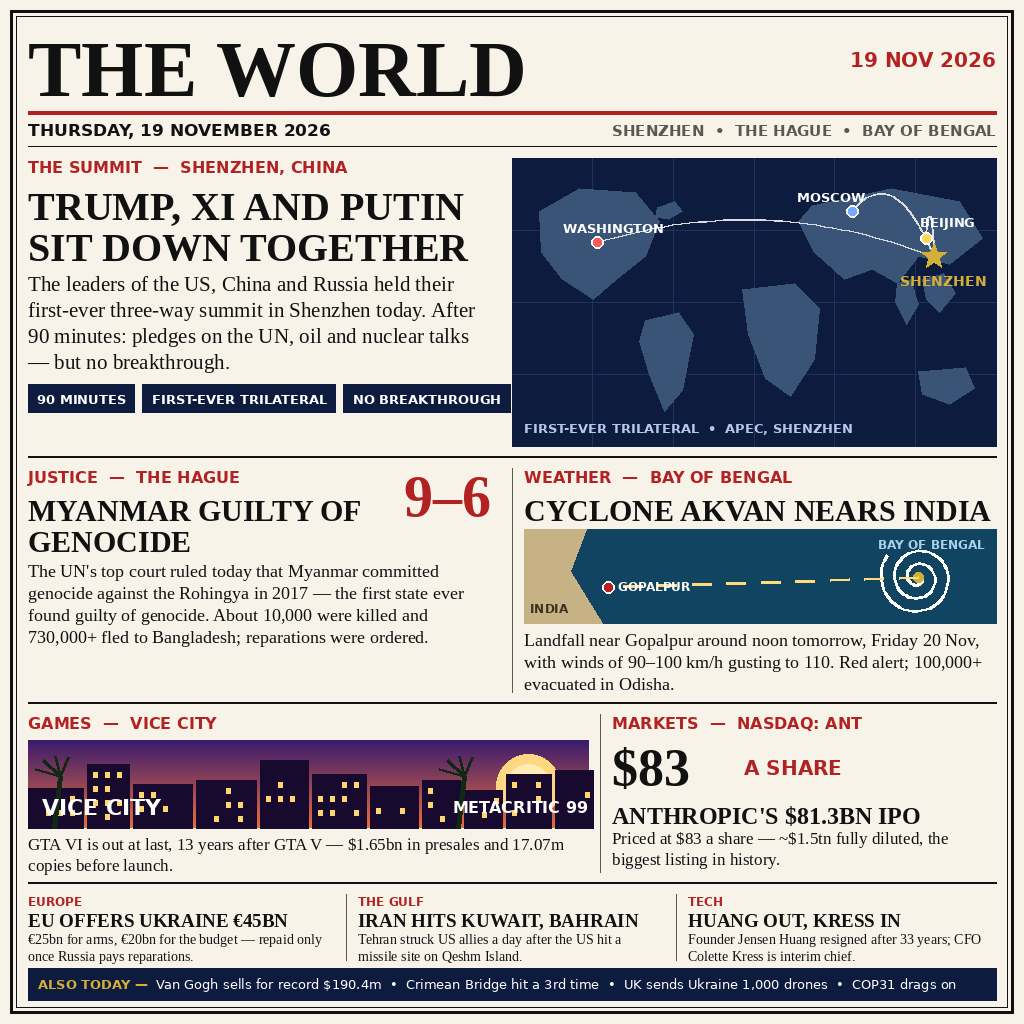 THE WORLD
19 NOV 2026
THURSDAY, 19 NOVEMBER 2026
SHENZHEN • THE HAGUE • BAY OF BENGAL
THE SUMMIT — SHENZHEN, CHINA
TRUMP, XI AND PUTIN
SIT DOWN TOGETHER
The leaders of the US, China and Russia held their
first-ever three-way summit in Shenzhen today. After
90 minutes: pledges on the UN, oil and nuclear talks
— but no breakthrough.
90 MINUTES
FIRST-EVER TRILATERAL
NO BREAKTHROUGH
MOSCOW
WASHINGTON
BEIJING
SHENZHEN
FIRST-EVER TRILATERAL • APEC, SHENZHEN
JUSTICE — THE HAGUE
9–6
MYANMAR GUILTY OF
GENOCIDE
The UN's top court ruled today that Myanmar committed
genocide against the Rohingya in 2017 — the first state ever
found guilty of genocide. About 10,000 were killed and
730,000+ fled to Bangladesh; reparations were ordered.
WEATHER — BAY OF BENGAL
CYCLONE AKVAN NEARS INDIA
BAY OF BENGAL
GOPALPUR
INDIA
Landfall near Gopalpur around noon tomorrow, Friday 20 Nov,
with winds of 90–100 km/h gusting to 110. Red alert; 100,000+
evacuated in Odisha.
GAMES — VICE CITY
VICE CITY
METACRITIC 99
GTA VI is out at last, 13 years after GTA V — $1.65bn in presales and 17.07m
copies before launch.
MARKETS — NASDAQ: ANT
$83
A SHARE
ANTHROPIC'S $81.3BN IPO
Priced at $83 a share — ~$1.5tn fully diluted, the
biggest listing in history.
EUROPE
EU OFFERS UKRAINE €45BN
€25bn for arms, €20bn for the budget — repaid only
once Russia pays reparations.
THE GULF
IRAN HITS KUWAIT, BAHRAIN
Tehran struck US allies a day after the US hit a
missile site on Qeshm Island.
TECH
HUANG OUT, KRESS IN
Founder Jensen Huang resigned after 33 years; CFO
Colette Kress is interim chief.
ALSO TODAY — Van Gogh sells for record $190.4m • Crimean Bridge hit a 3rd time • UK sends Ukraine 1,000 drones • COP31 drags on